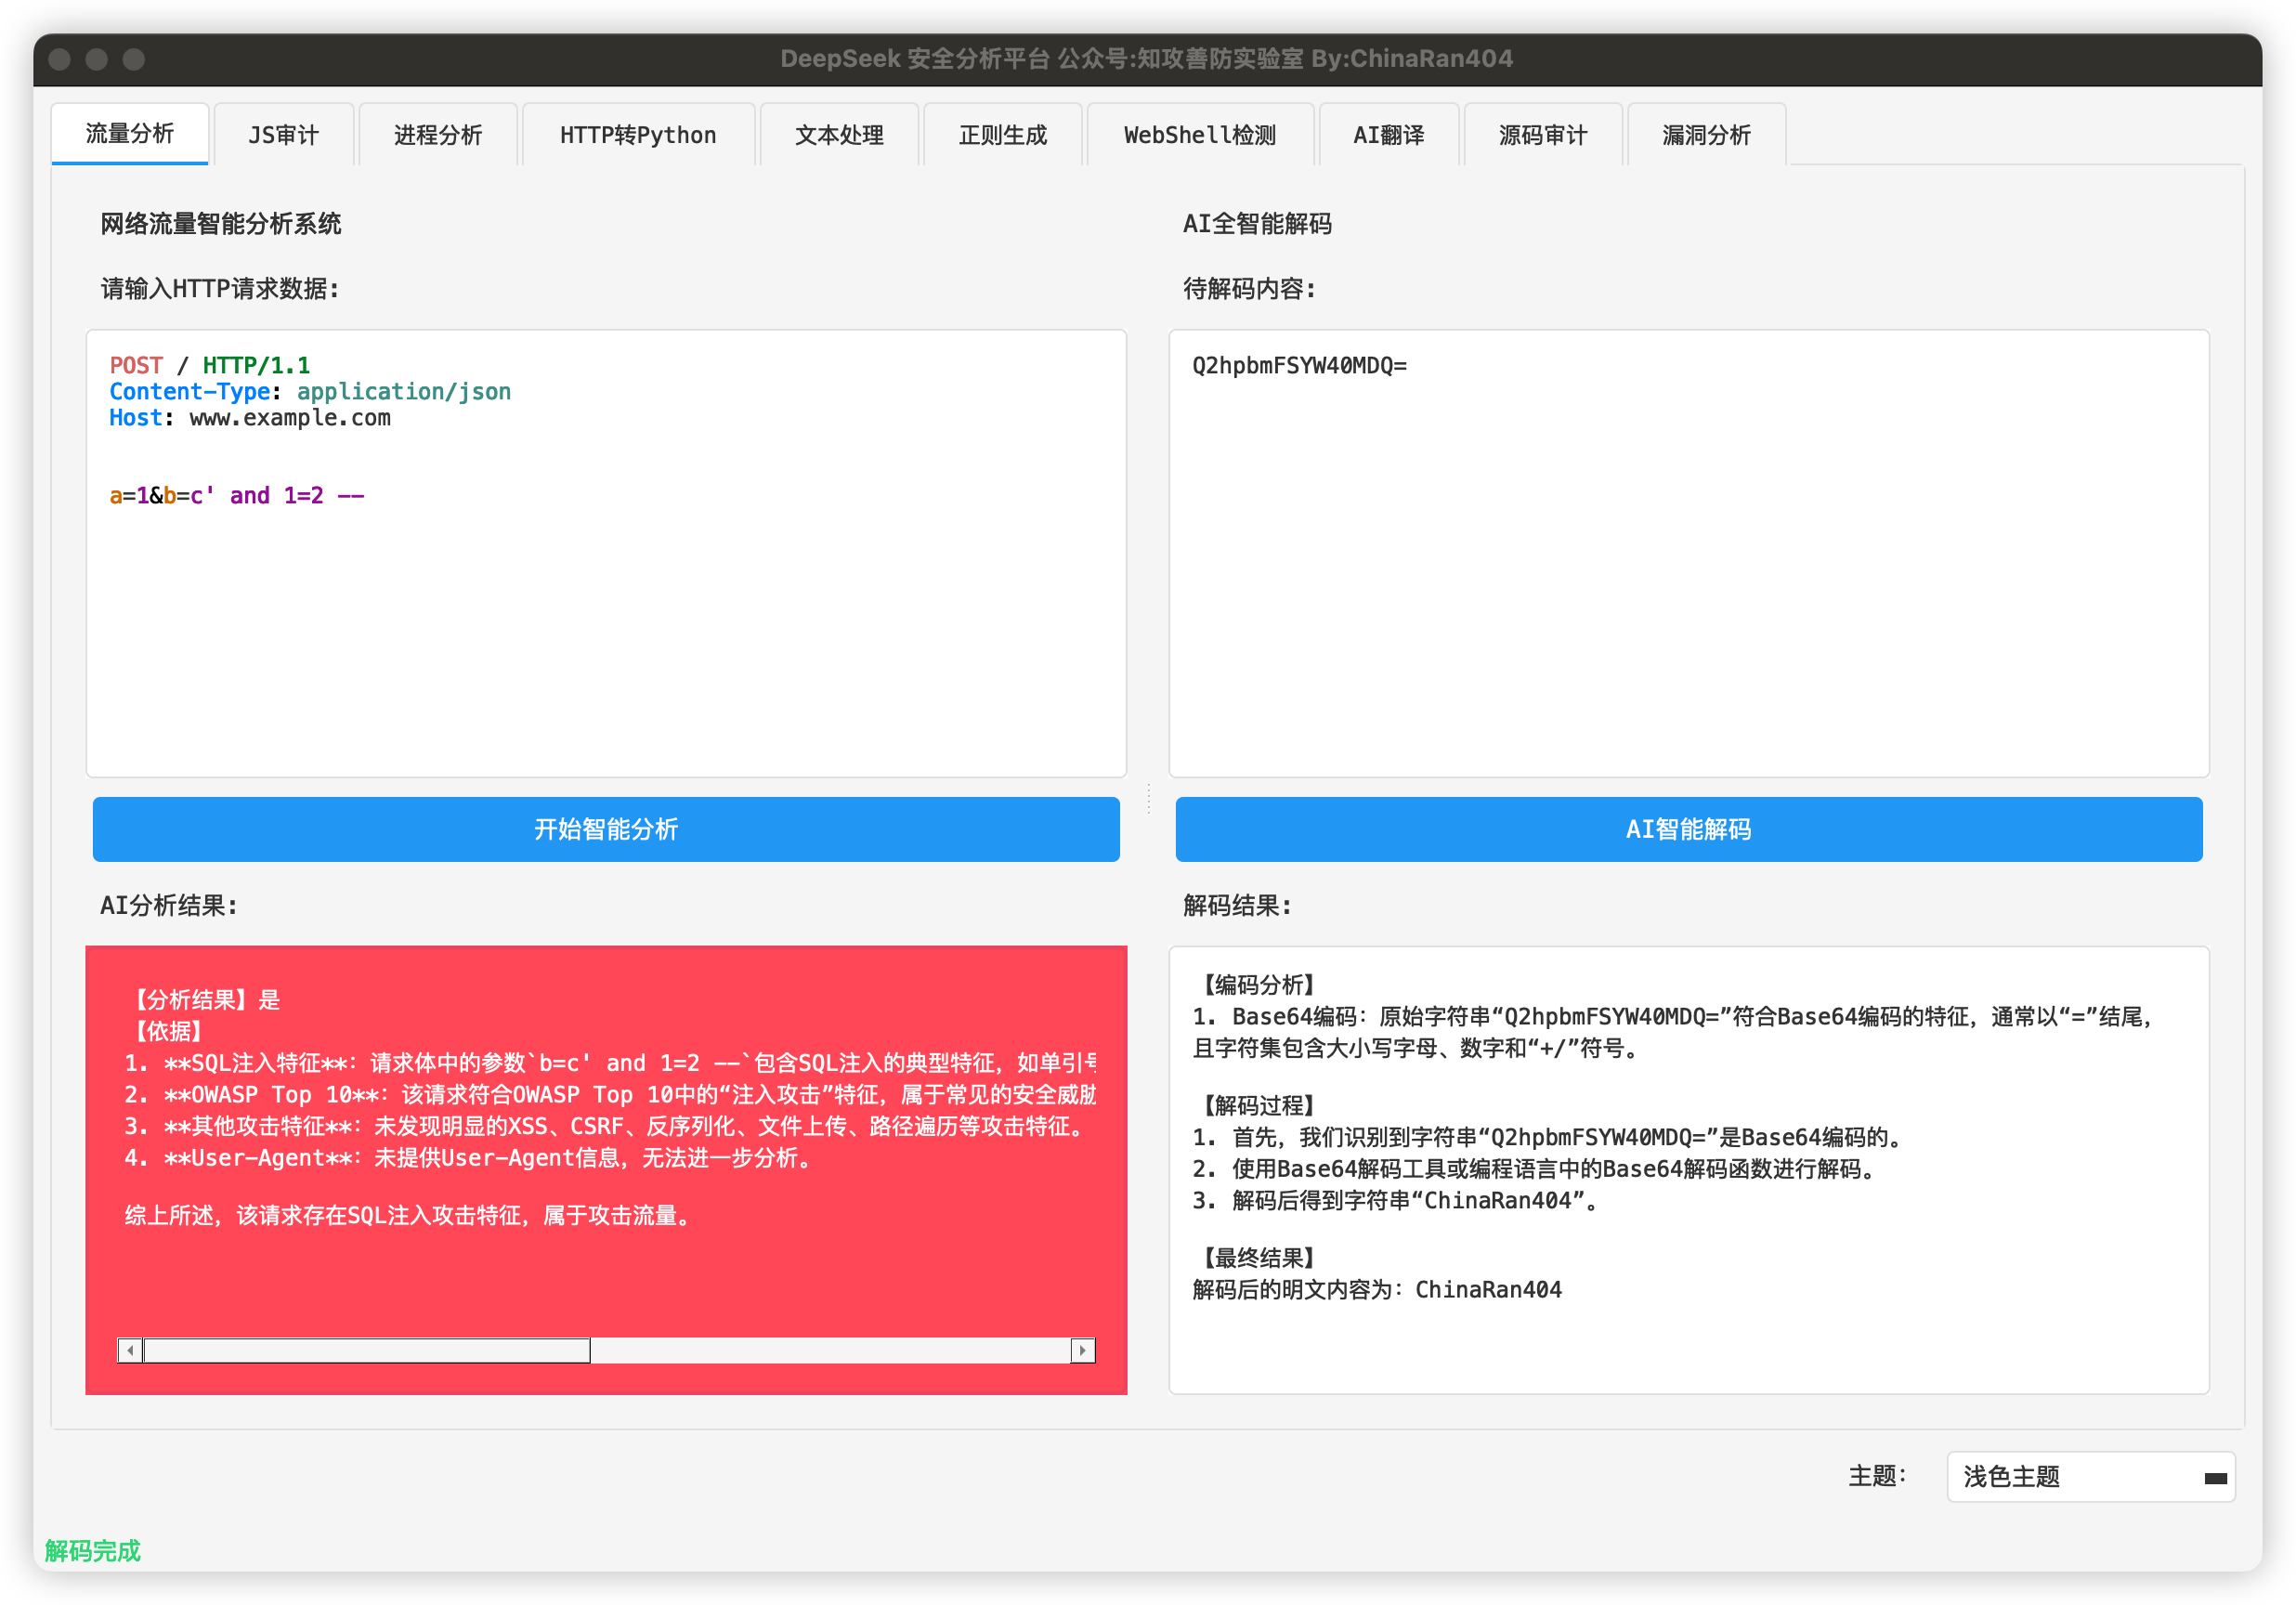 DeepSeek 安全分析平台 公众号:知攻善防实验室 By:ChinaRan404
流量分析 JS审计 进程分析 HTTP转Python 文本处理 正则生成 WebShell检测 AI翻译 源码审计 漏洞分析
网络流量智能分析系统
请输入HTTP请求数据:
POST / HTTP/1.1
Content-Type: application/json
Host: www.example.com
a=1&b=c' and 1=2 --
开始智能分析
AI分析结果:
【分析结果】是
【依据】
1. **SQL注入特征**: 请求体中的参数`b=c' and 1=2 --`包含SQL注入的典型特征, 如单引号
2. **OWASP Top 10**: 该请求符合OWASP Top 10中的“注入攻击”特征, 属于常见的安全威胁
3. **其他攻击特征**: 未发现明显的XSS、CSRF、反序列化、文件上传、路径遍历等攻击特征。
4. **User-Agent**: 未提供User-Agent信息, 无法进一步分析。
综上所述, 该请求存在SQL注入攻击特征, 属于攻击流量。
AI全智能解码
待解码内容:
Q2hpbmFSYW40MDQ=
AI智能解码
解码结果:
【编码分析】
1. Base64编码: 原始字符串“Q2hpbmFSYW40MDQ=”符合Base64编码的特征, 通常以“=”结尾,
且字符集包含大小写字母、数字和“+/”符号。
【解码过程】
1. 首先, 我们识别到字符串“Q2hpbmFSYW40MDQ=”是Base64编码的。
2. 使用Base64解码工具或编程语言中的Base64解码函数进行解码。
3. 解码后得到字符串“ChinaRan404”。
【最终结果】
解码后的明文内容为: ChinaRan404
主题: 浅色主题
解码完成